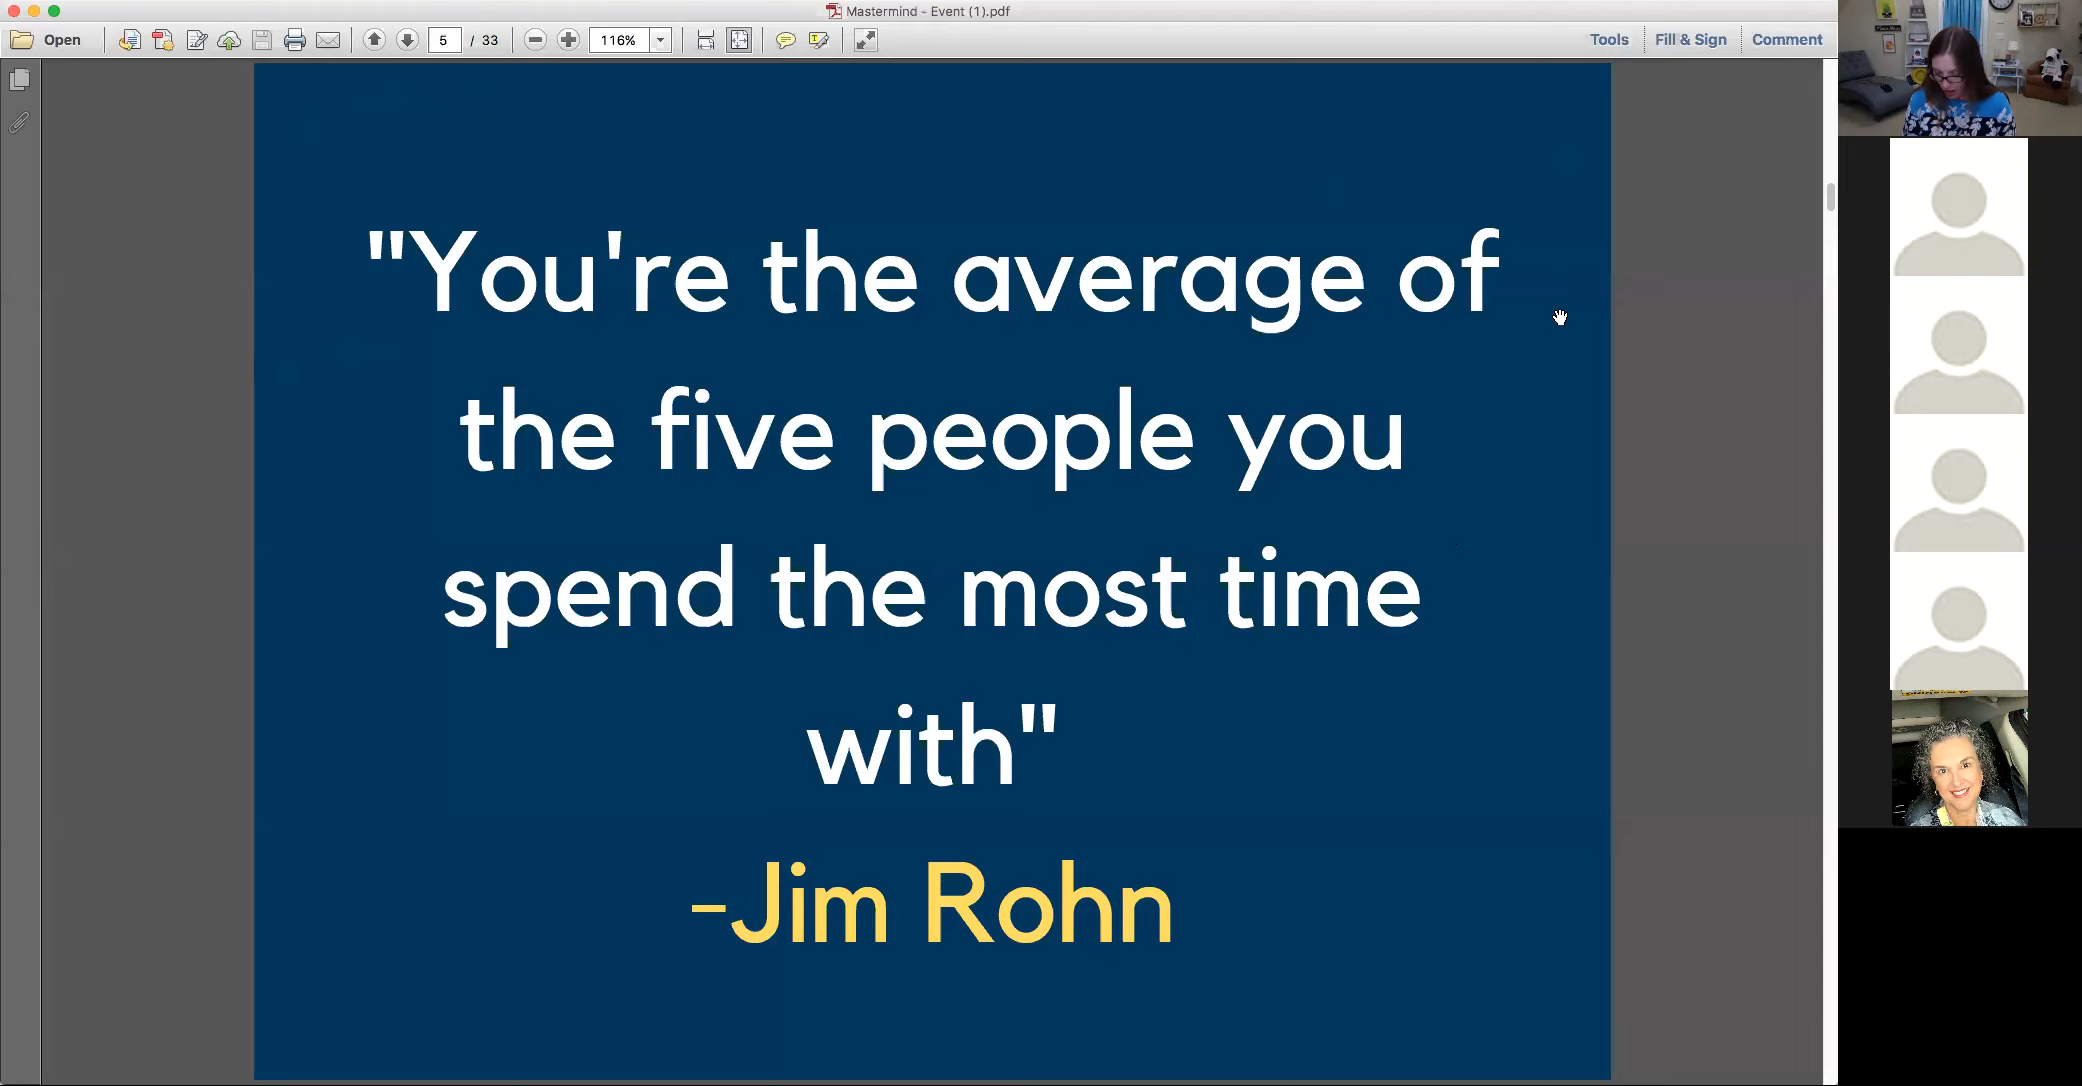 Mastermind - Event (1).pdf
Open
5 / 33
116%
Tools
Fill & Sign
Comment
"You're the average of
the five people you
spend the most time
with"
-Jim Rohn